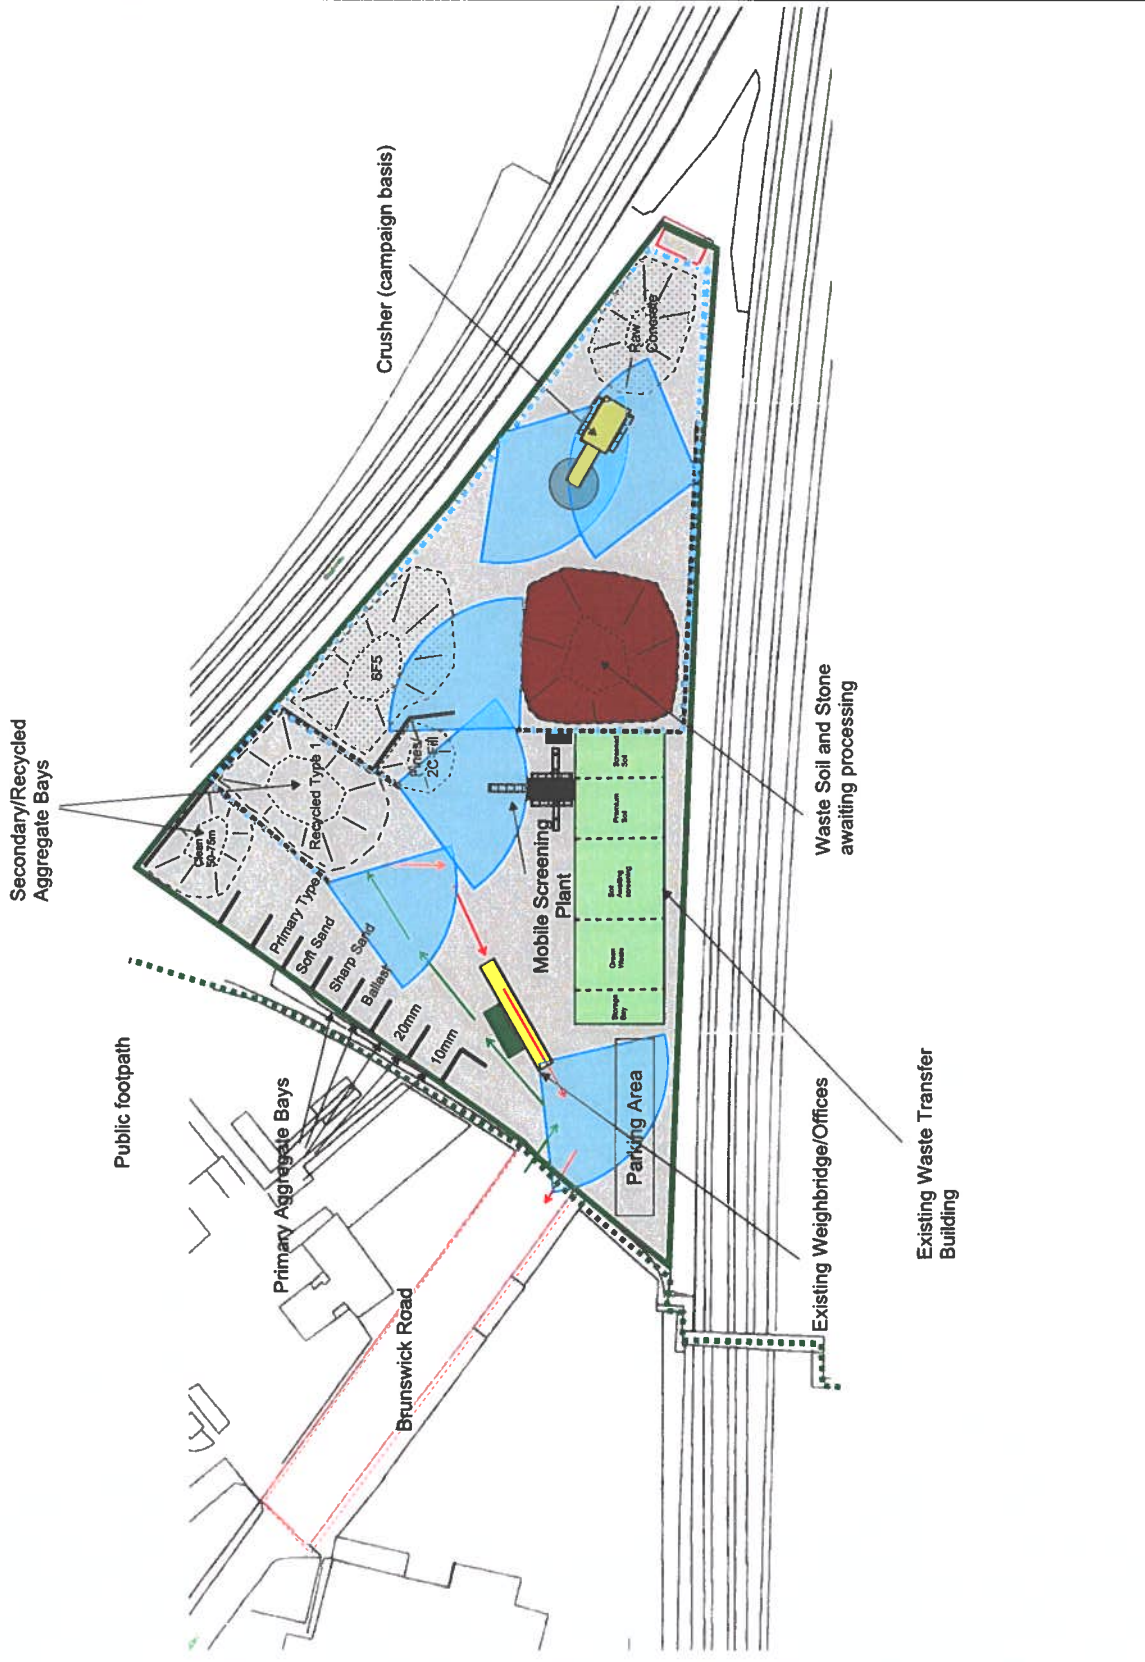 Secondary/Recycled
Aggregate Bays
Crusher (campaign basis)
Public footpath
Primary Aggregate Bays
Brunswick Road
Clean
50-75m
Recycled Type 1
6F5
Fines/
2C Fill
Raw
Concrete
Primary Type 1
Soft Sand
Sharp Sand
Ballast
20mm
10mm
Mobile Screening
Plant
Screened
Soil
Premium
Soil
Soil
Awaiting
screening
Green
Waste
Storage
Bay
Parking Area
Waste Soil and Stone
awaiting processing
Existing Weighbridge/Offices
Existing Waste Transfer
Building